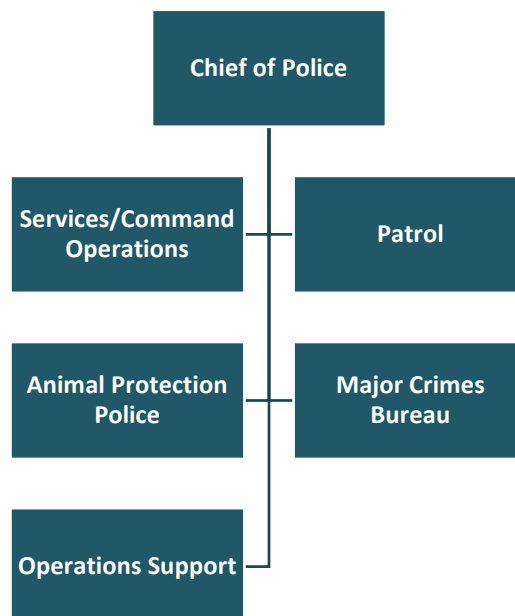 Chief of Police
Services/Command
Operations
Patrol
Animal Protection
Police
Major Crimes
Bureau
Operations Support